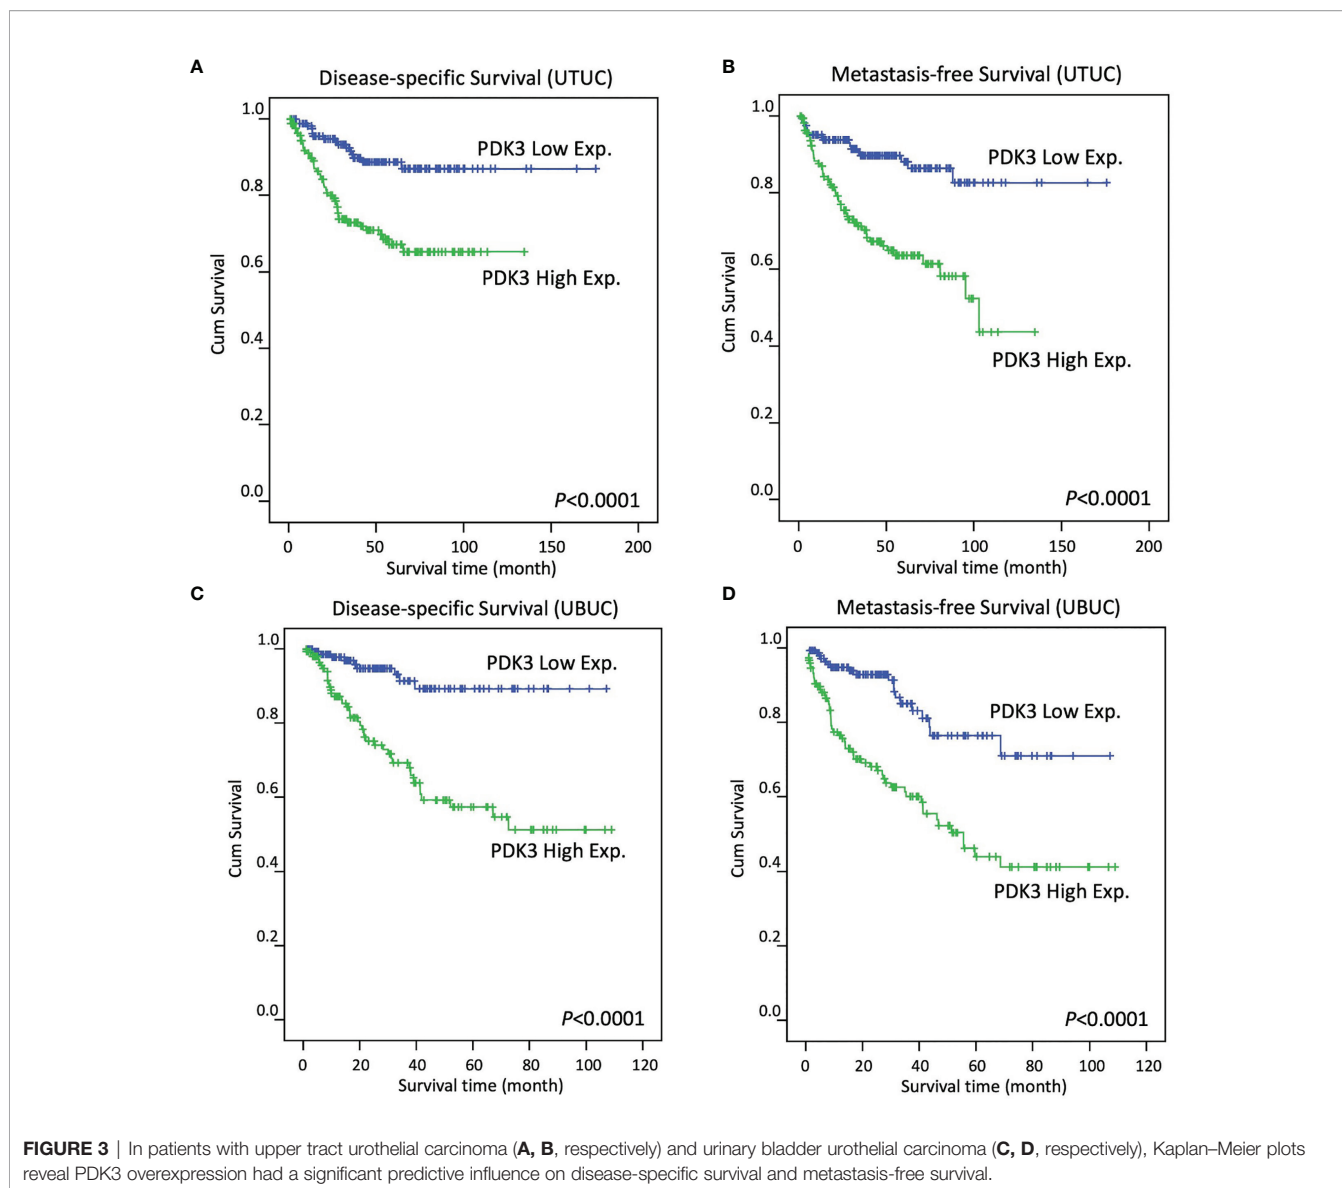 A
Disease-specific Survival (UTUC)
1.0
0.8
0.6
0.4
0.2
0.0
Cum Survival
PDK3 Low Exp.
PDK3 High Exp.
P<0.0001
0 50 100 150 200
Survival time (month)
B
Metastasis-free Survival (UTUC)
1.0
0.8
0.6
0.4
0.2
0.0
Cum Survival
PDK3 Low Exp.
PDK3 High Exp.
P<0.0001
0 50 100 150 200
Survival time (month)
C
Disease-specific Survival (UBUC)
1.0
0.8
0.6
0.4
0.2
0.0
Cum Survival
PDK3 Low Exp.
PDK3 High Exp.
P<0.0001
0 20 40 60 80 100 120
Survival time (month)
D
Metastasis-free Survival (UBUC)
1.0
0.8
0.6
0.4
0.2
0.0
Cum Survival
PDK3 Low Exp.
PDK3 High Exp.
P<0.0001
0 20 40 60 80 100 120
Survival time (month)
FIGURE 3 | In patients with upper tract urothelial carcinoma (A, B, respectively) and urinary bladder urothelial carcinoma (C, D, respectively), Kaplan–Meier plots
reveal PDK3 overexpression had a significant predictive influence on disease-specific survival and metastasis-free survival.